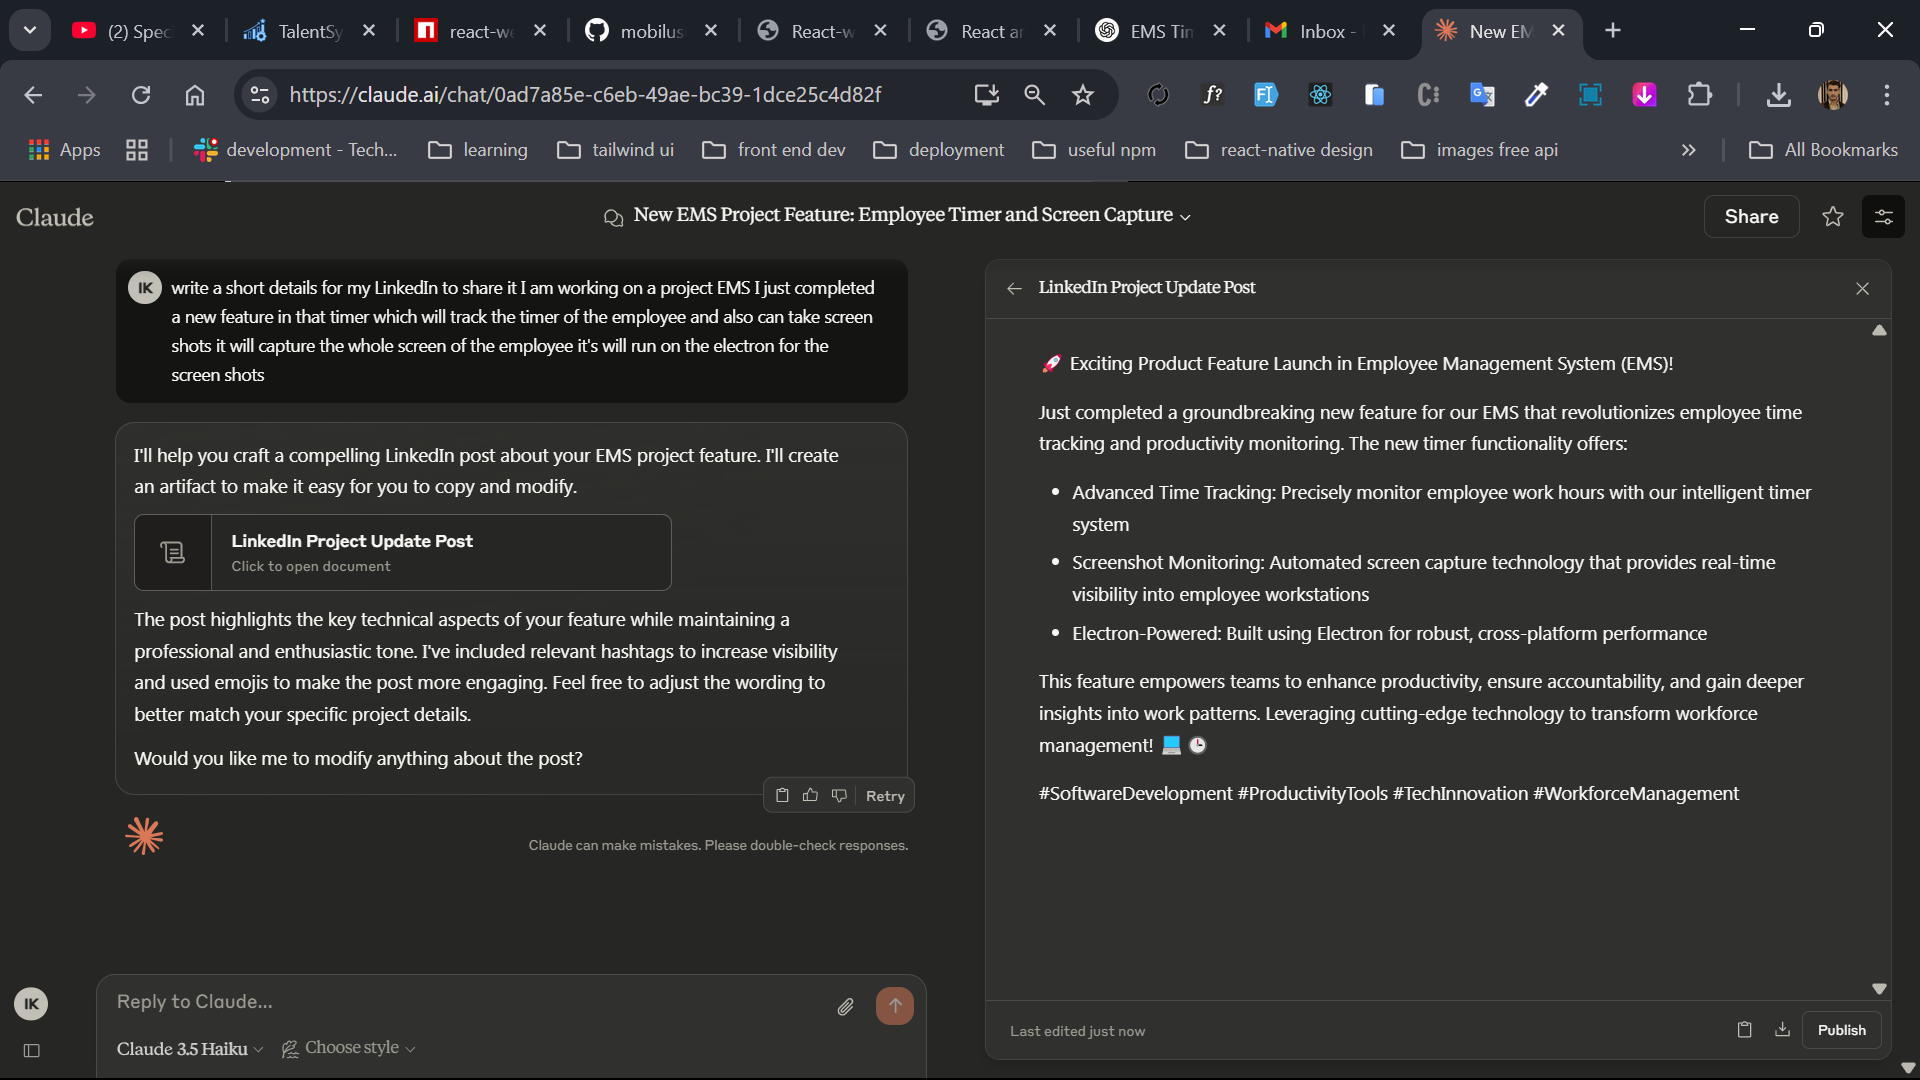 (2) Spec
TalentSy
react-we
mobilus
React-w
React ar
EMS Tim
Inbox -
New EM
https://claude.ai/chat/0ad7a85e-c6eb-49ae-bc39-1dce25c4d82f
Apps
development - Tech...
learning
tailwind ui
front end dev
deployment
useful npm
react-native design
images free api
All Bookmarks
Claude
New EMS Project Feature: Employee Timer and Screen Capture
Share
IK
write a short details for my LinkedIn to share it I am working on a project EMS I just completed
a new feature in that timer which will track the timer of the employee and also can take screen
shots it will capture the whole screen of the employee it's will run on the electron for the
screen shots
I'll help you craft a compelling LinkedIn post about your EMS project feature. I'll create
an artifact to make it easy for you to copy and modify.
LinkedIn Project Update Post
Click to open document
The post highlights the key technical aspects of your feature while maintaining a
professional and enthusiastic tone. I've included relevant hashtags to increase visibility
and used emojis to make the post more engaging. Feel free to adjust the wording to
better match your specific project details.
Would you like me to modify anything about the post?
Retry
Claude can make mistakes. Please double-check responses.
IK
Reply to Claude...
Claude 3.5 Haiku
Choose style
LinkedIn Project Update Post
🚀 Exciting Product Feature Launch in Employee Management System (EMS)!
Just completed a groundbreaking new feature for our EMS that revolutionizes employee time
tracking and productivity monitoring. The new timer functionality offers:
• Advanced Time Tracking: Precisely monitor employee work hours with our intelligent timer
system
• Screenshot Monitoring: Automated screen capture technology that provides real-time
visibility into employee workstations
• Electron-Powered: Built using Electron for robust, cross-platform performance
This feature empowers teams to enhance productivity, ensure accountability, and gain deeper
insights into work patterns. Leveraging cutting-edge technology to transform workforce
management! 💻 🕒
#SoftwareDevelopment #ProductivityTools #TechInnovation #WorkforceManagement
Last edited just now
Publish